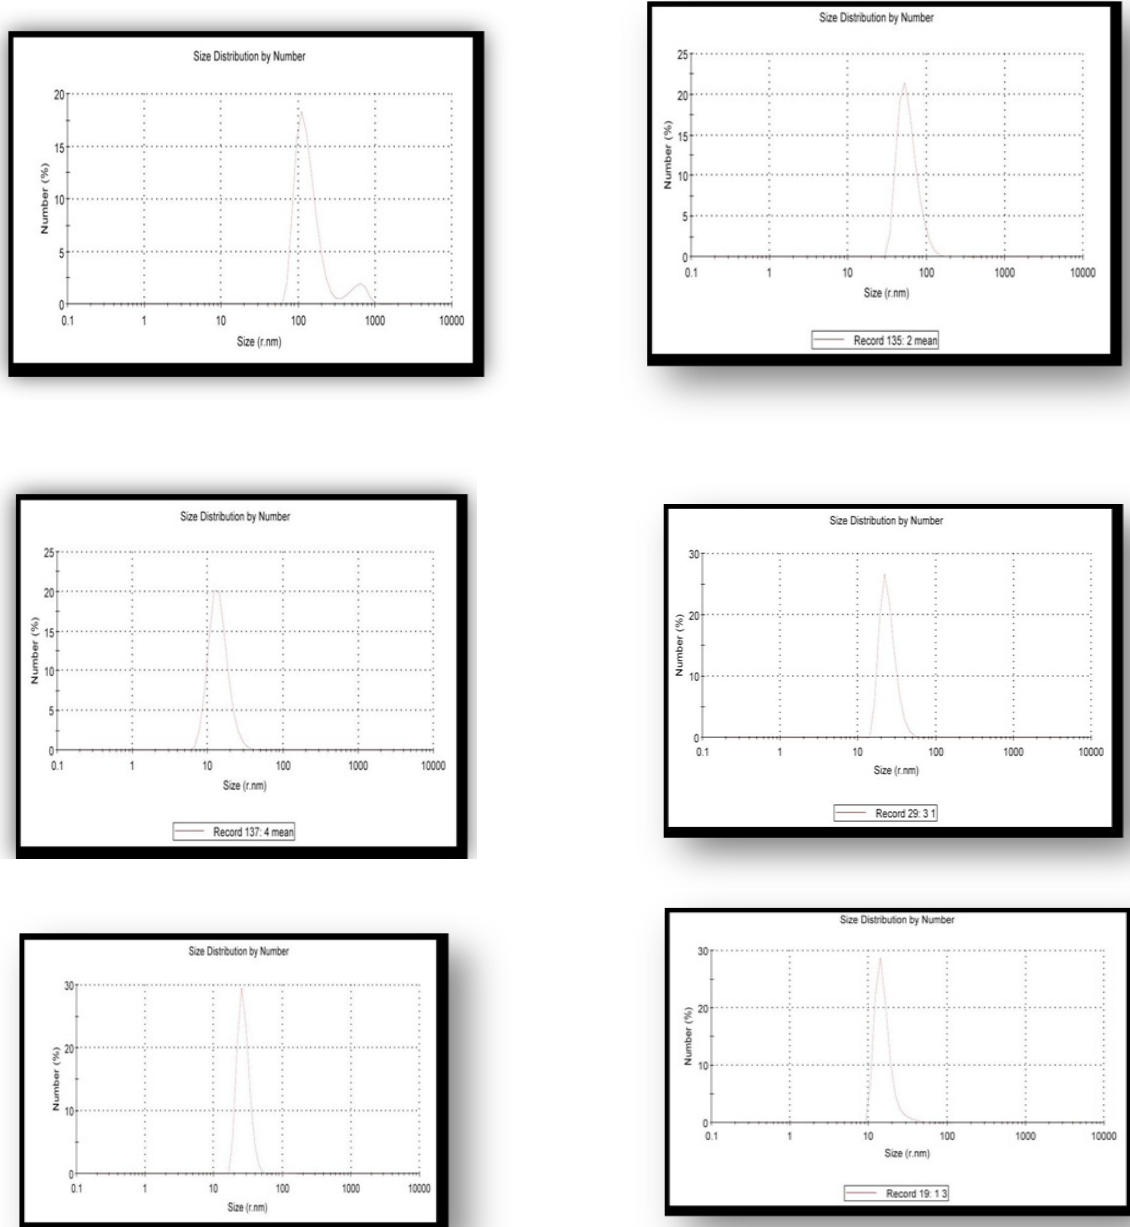 Size Distribution by Number
20
15
10
5
0
Number (%)
0.1 1 10 100 1000 10000
Size (r.nm)
Size Distribution by Number
25
20
15
10
5
0
Number (%)
0.1 1 10 100 1000 10000
Size (r.nm)
Record 135: 2 mean
Size Distribution by Number
25
20
15
10
5
0
Number (%)
0.1 1 10 100 1000 10000
Size (r.nm)
Record 137: 4 mean
Size Distribution by Number
30
20
10
0
Number (%)
0.1 1 10 100 1000 10000
Size (r.nm)
Record 29: 3 1
Size Distribution by Number
30
20
10
0
Number (%)
0.1 1 10 100 1000 10000
Size (r.nm)
Size Distribution by Number
30
20
10
0
Number (%)
0.1 1 10 100 1000 10000
Size (r.nm)
Record 19: 1 3